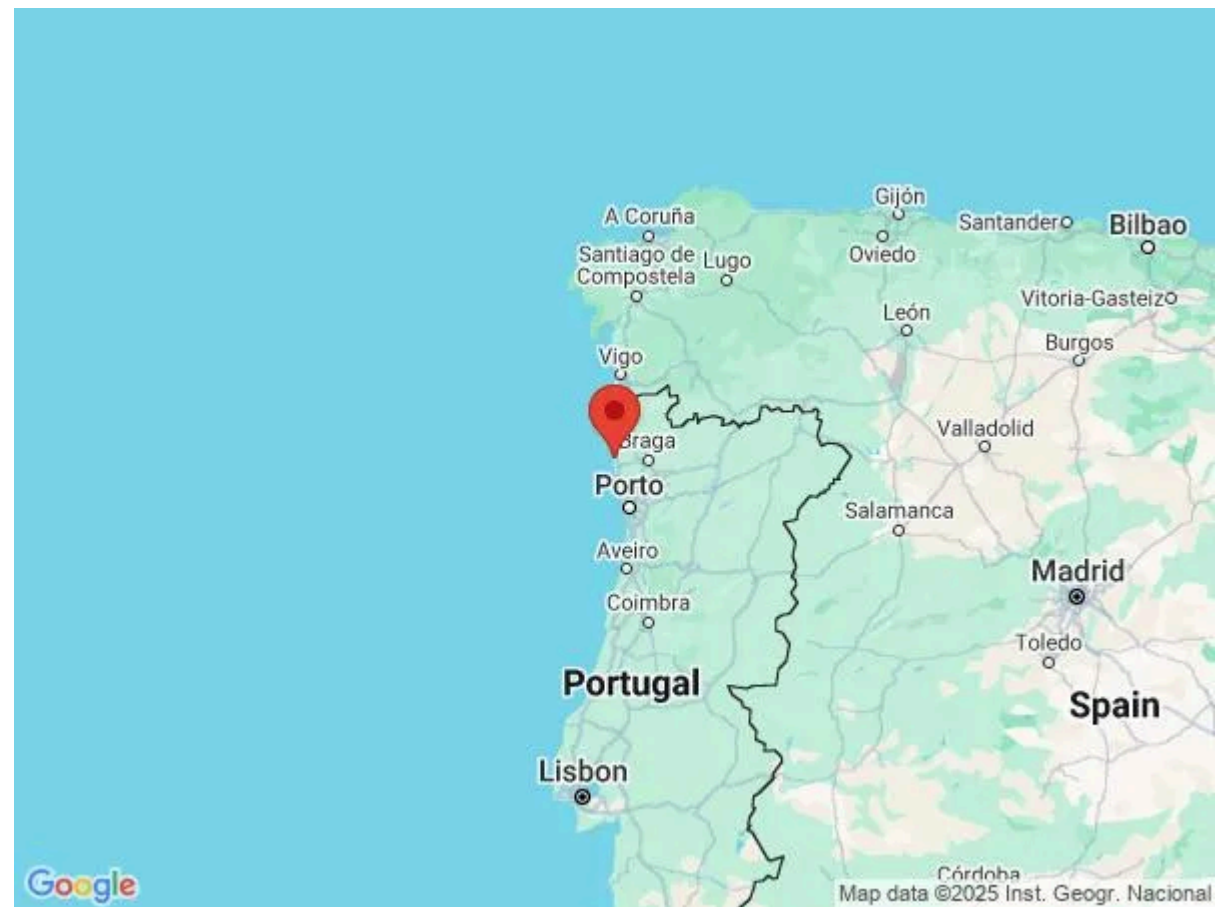 A Coruña
Gijón
Santander
Bilbao
Santiago de
Compostela
Lugo
Oviedo
Vitoria-Gasteiz
León
Burgos
Vigo
Valladolid
Braga
Porto
Salamanca
Aveiro
Madrid
Coimbra
Toledo
Portugal
Spain
Lisbon
Córdoba
Google
Map data ©2025 Inst. Geogr. Nacional